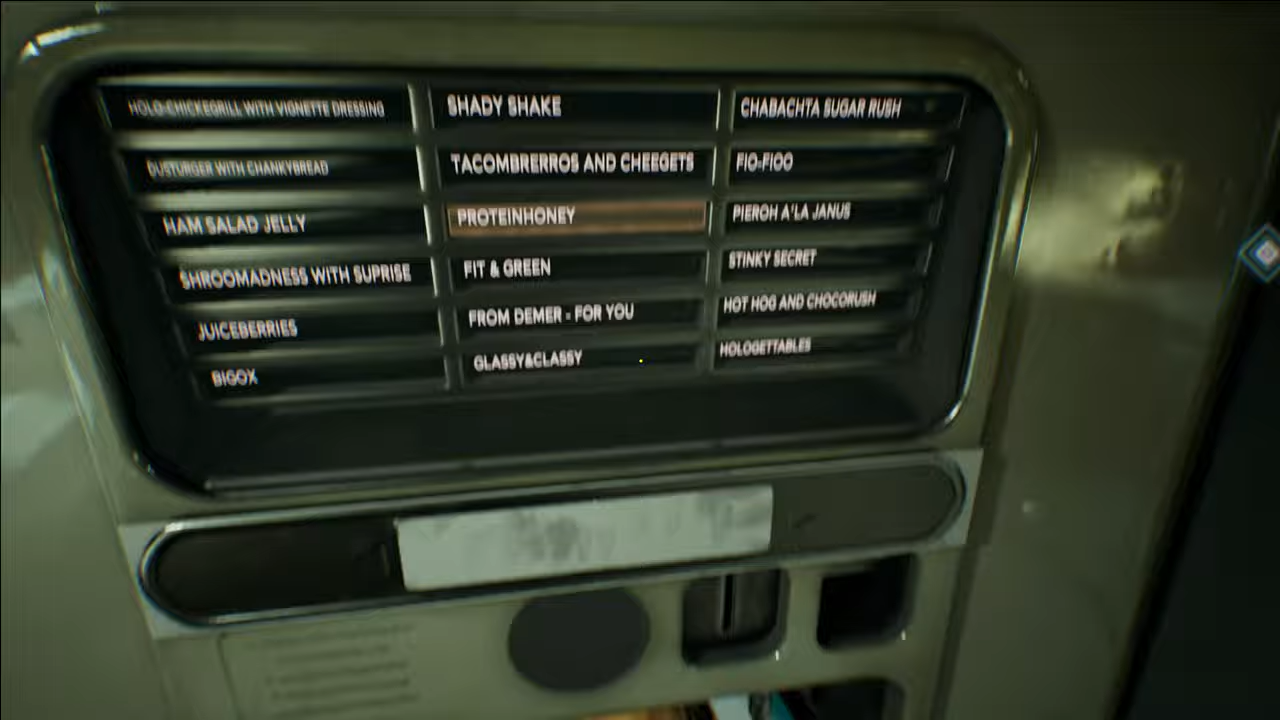 HOLO-CHICKEGRILL WITH VIGNETTE DRESSING
DUSTURGER WITH CHANKYBREAD
HAM SALAD JELLY
SHROOMADNESS WITH SUPRISE
JUICEBERRIES
BIGOX
SHADY SHAKE
TACOMBRERROS AND CHEEGETS
PROTEINHONEY
FIT & GREEN
FROM DEMER - FOR YOU
GLASSY&CLASSY
CHABACHTA SUGAR RUSH
FIO-FIOO
PIEROH A'LA JANUS
STINKY SECRET
HOT HOG AND CHOCORUSH
HOLOGETTABLES